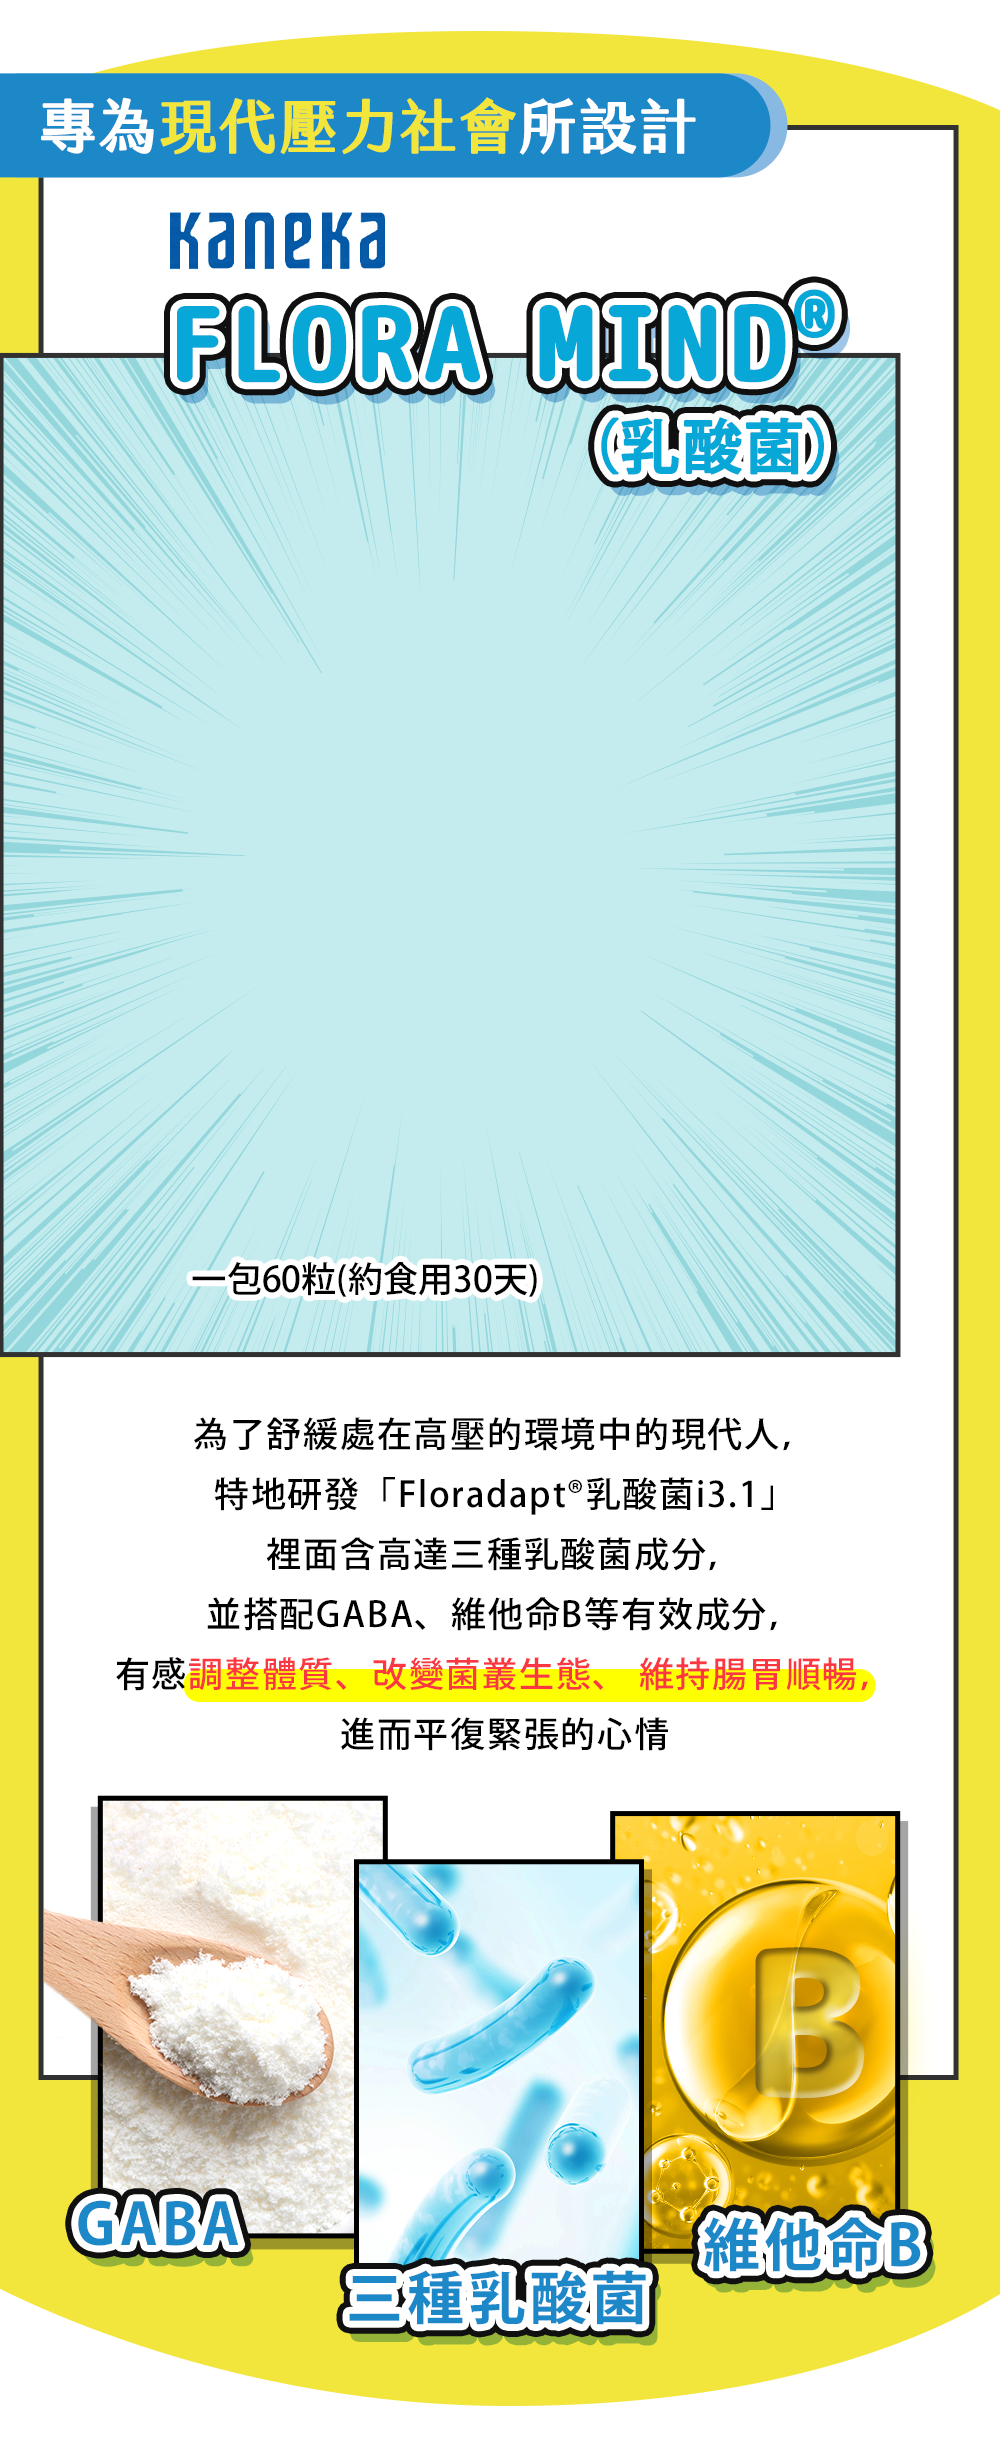 專為現代壓力社會所設計
Kaneka
FLORA MIND®
(乳酸菌)
一包60粒(約食用30天)
為了舒緩處在高壓的環境中的現代人,
特地研發「Floradapt®乳酸菌i3.1」
裡面含高達三種乳酸菌成分,
並搭配GABA、維他命B等有效成分,
有感調整體質、改變菌叢生態、維持腸胃順暢,
進而平復緊張的心情
B
GABA
維他命B
三種乳酸菌